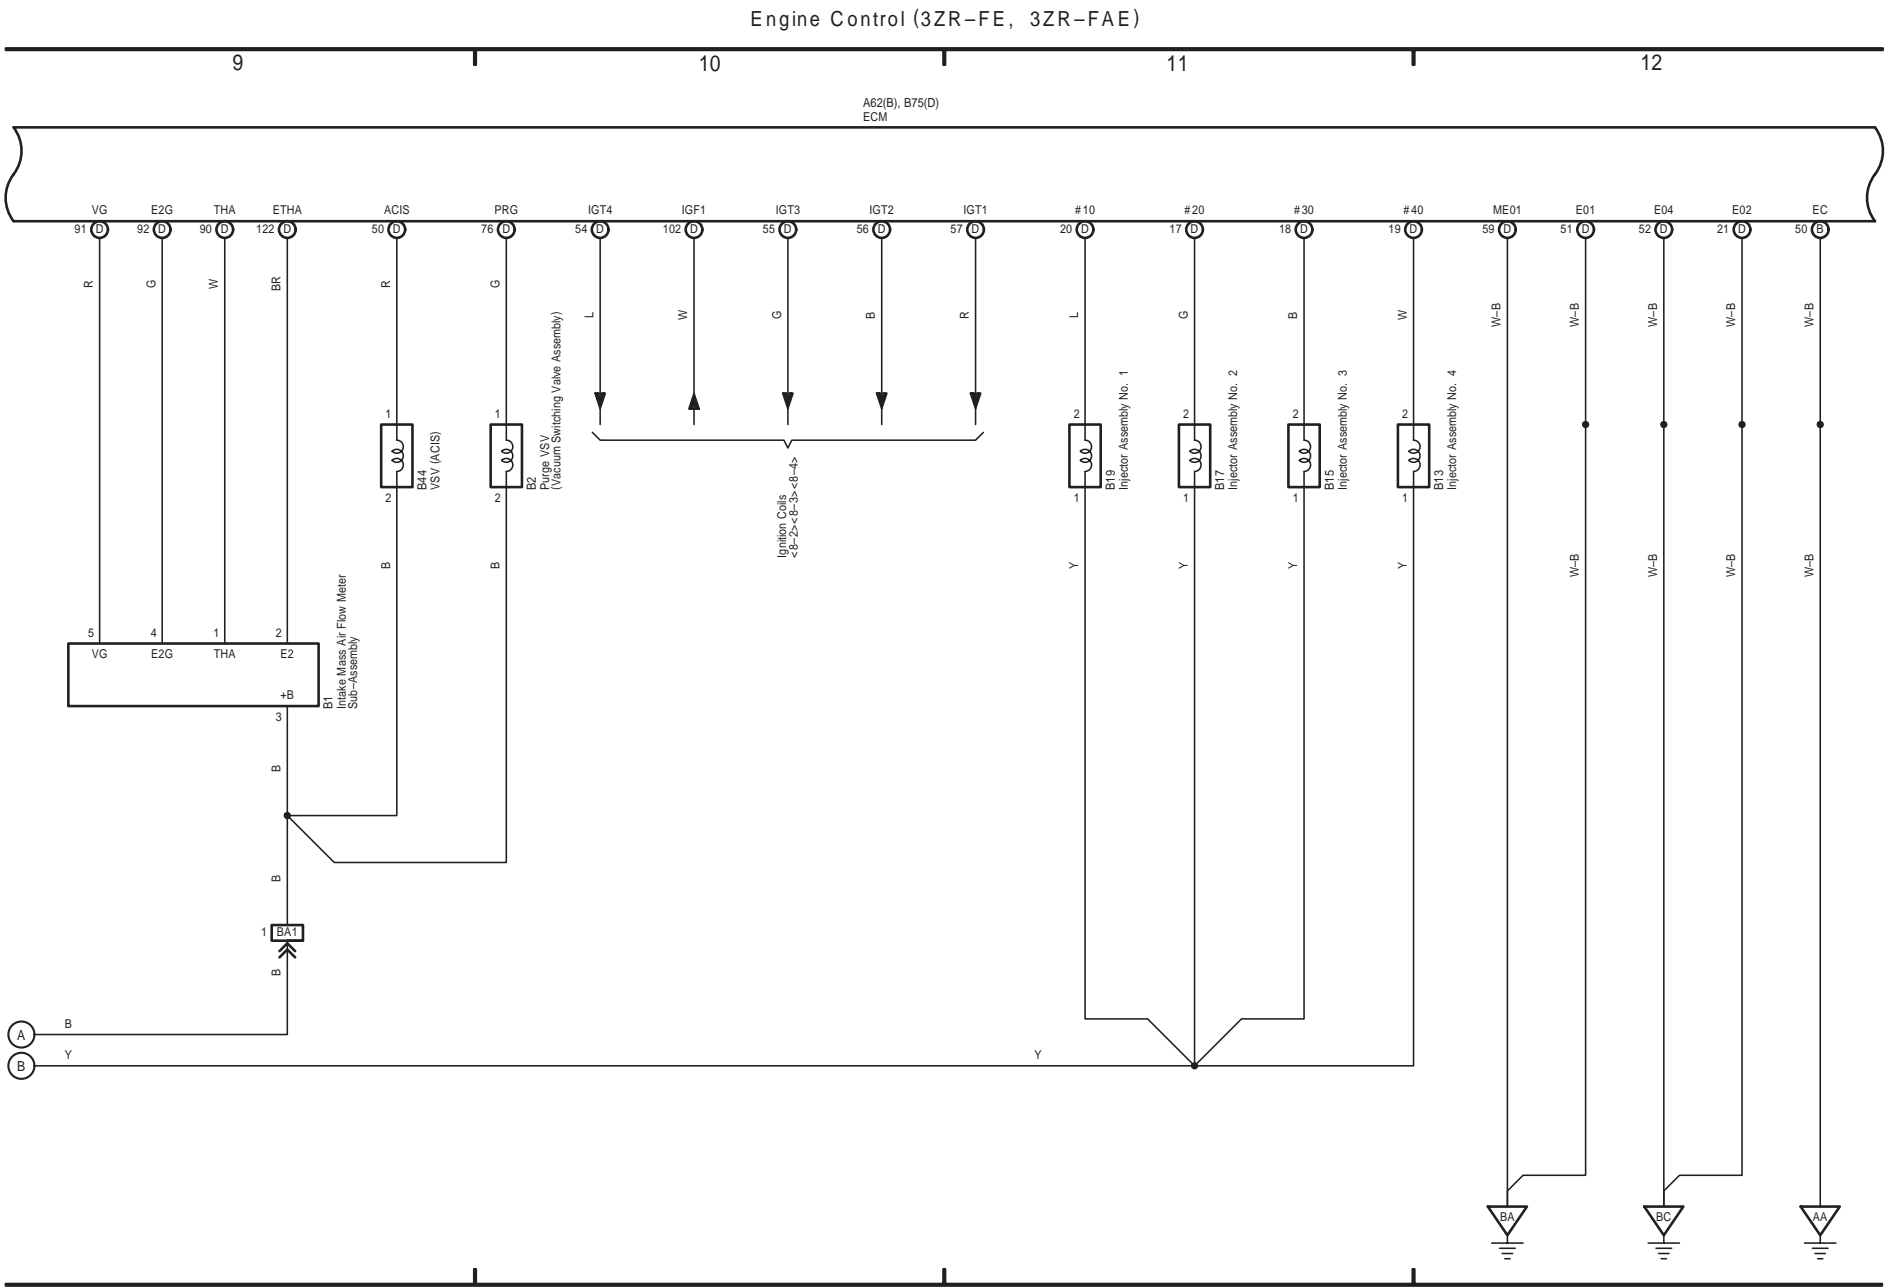 Engine Control (3ZR–FE, 3ZR–FAE)
9 10 11 12
A62(B), B75(D)
ECM
VG E2G THA ETHA ACIS PRG IGT4 IGF1 IGT3 IGT2 IGT1 #10 #20 #30 #40 ME01 E01 E04 E02 EC
91 D 92 D 90 D 122 D 50 D 76 D 54 D 102 D 55 D 56 D 57 D 20 D 17 D 18 D 19 D 59 D 51 D 52 D 21 D 50 B
R G W BR R G L W G B R L G B W W–B W–B W–B W–B W–B
1 1 2 2 2 2
B44
VSV (ACIS)
B2
Purge VSV
(Vacuum Switching Valve Assembly)
Ignition Coils
<8–2><8–3><8–4>
B19
Injector Assembly No. 1
B17
Injector Assembly No. 2
B15
Injector Assembly No. 3
B13
Injector Assembly No. 4
2 2 1 1 1 1
B B Y Y Y Y W–B W–B W–B W–B
5 4 1 2
VG E2G THA E2
+B
B1
Intake Mass Air Flow Meter
Sub–Assembly
3
B
B
1 BA1
B
A B
B Y Y
BA BC AA